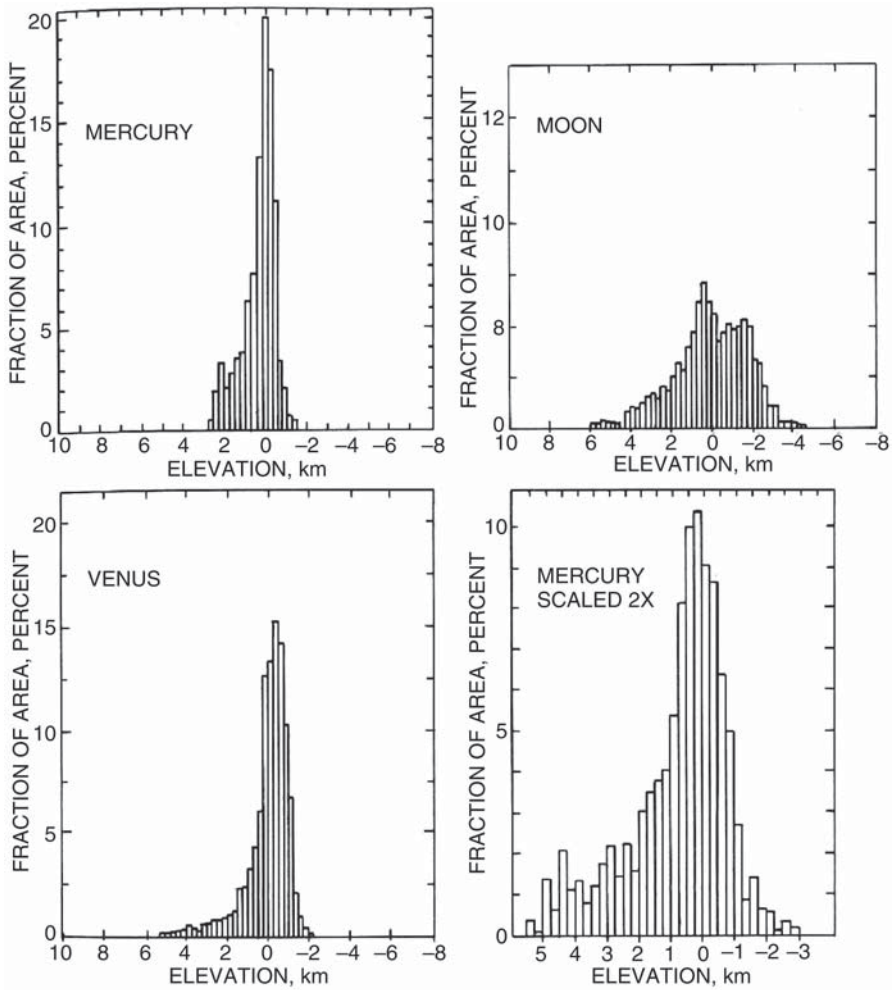 FRACTION OF AREA, PERCENT
20
15
10
5
0
MERCURY
10 8 6 4 2 0 –2 –4 –6 –8
ELEVATION, km
FRACTION OF AREA, PERCENT
12
10
8
5
0
MOON
10 8 6 4 2 0 –2 –4 –6 –8
ELEVATION, km
FRACTION OF AREA, PERCENT
20
15
10
5
0
VENUS
10 8 6 4 2 0 –2 –4 –6 –8
ELEVATION, km
FRACTION OF AREA, PERCENT
10
5
0
MERCURY
SCALED 2X
5 4 3 2 1 0 –1 –2 –3
ELEVATION, km